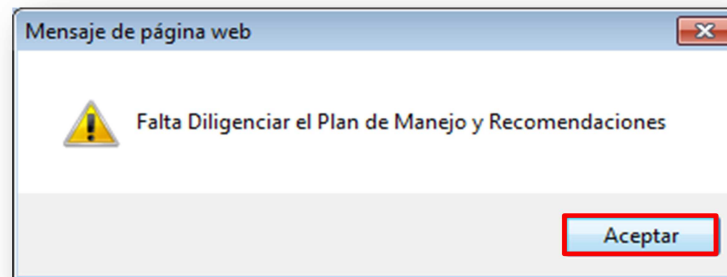 Mensaje de página web
Falta Diligenciar el Plan de Manejo y Recomendaciones
Aceptar